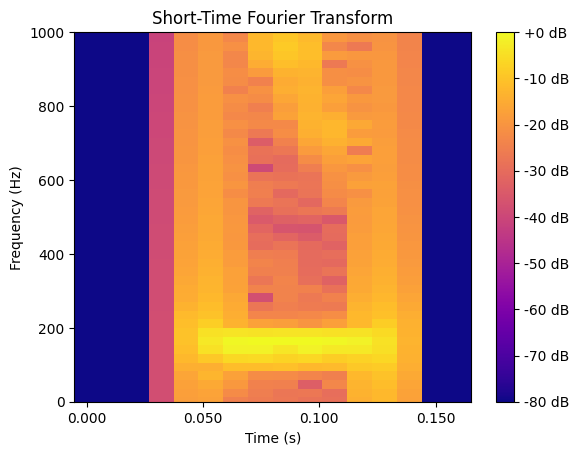 Short-Time Fourier Transform
1000
800
600
400
200
0
Frequency (Hz)
0.000
0.050
0.100
0.150
Time (s)
+0 dB
-10 dB
-20 dB
-30 dB
-40 dB
-50 dB
-60 dB
-70 dB
-80 dB